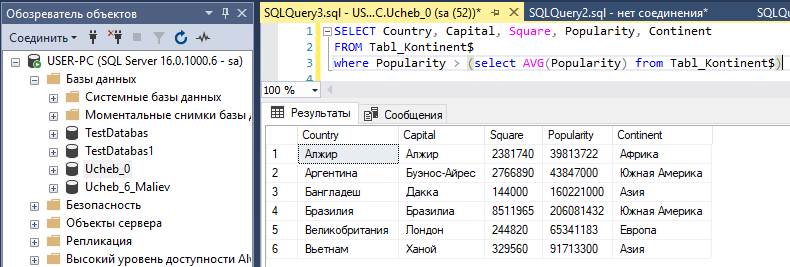 Обозреватель объектов
Соединить
USER-PC (SQL Server 16.0.1000.6 - sa)
Базы данных
Системные базы данных
Моментальные снимки базы д
TestDatabas
TestDatabas1
Ucheb_0
Ucheb_6_Maliev
Безопасность
Объекты сервера
Репликация
Высокий уровень доступности Alw
SQLQuery3.sql - US...C.Ucheb_0 (sa (52))* SQLQuery2.sql - нет соединения* SQLQu
1 SELECT Country, Capital, Square, Popularity, Continent
2 FROM Tabl_Kontinent$
3 where Popularity > (select AVG(Popularity) from Tabl_Kontinent$)
100 %
Результаты Сообщения
Country Capital Square Popularity Continent
1 Алжир Алжир 2381740 39813722 Африка
2 Аргентина Буэнос-Айрес 2766890 43847000 Южная Америка
3 Бангладеш Дакка 144000 160221000 Азия
4 Бразилия Бразилиа 8511965 206081432 Южная Америка
5 Великобритания Лондон 244820 65341183 Европа
6 Вьетнам Ханой 329560 91713300 Азия